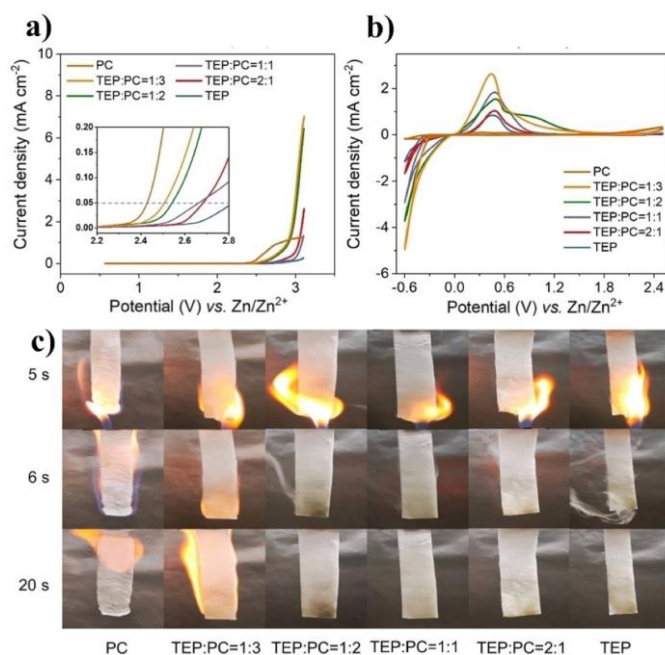 a)
Current density (mA cm⁻²)
10
8
6
4
2
0
PC
TEP:PC=1:3
TEP:PC=1:2
TEP:PC=1:1
TEP:PC=2:1
TEP
0.20
0.15
0.10
0.05
0.00
2.2 2.4 2.6 2.8
0 1 2 3 4
Potential (V) vs. Zn/Zn²⁺
b)
Current density (mA cm⁻²)
4
2
0
-2
-4
-6
PC
TEP:PC=1:3
TEP:PC=1:2
TEP:PC=1:1
TEP:PC=2:1
TEP
-0.6 0.0 0.6 1.2 1.8 2.4
Potential (V) vs. Zn/Zn²⁺
c)
5 s
6 s
20 s
PC TEP:PC=1:3 TEP:PC=1:2 TEP:PC=1:1 TEP:PC=2:1 TEP